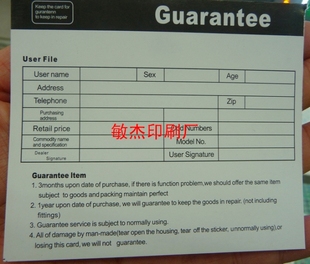 Keep the card for
gurantenn
to keep in repair
Guarantee
User File
User name Sex Age
Address
Telephone Zip
Purchasing
address
Retail price Numbers
Commodity name
and specification Model No.
Dealer
Signature User Signature
敏杰印刷厂
Guarantee Item
1. 3months upon date of purchase, if there is function problem,we should offer the same item
subject to goods and packing maintain perfect
2. 1year upon date of purchase, we will guarantee to keep the goods in repair. (not including
fittings)
3. Guarantee service is subject to normally using.
4. All of damage by man-made(tear open the housing, tear off the sticker, unnormally using),or
losing this card, we will not guarantee.